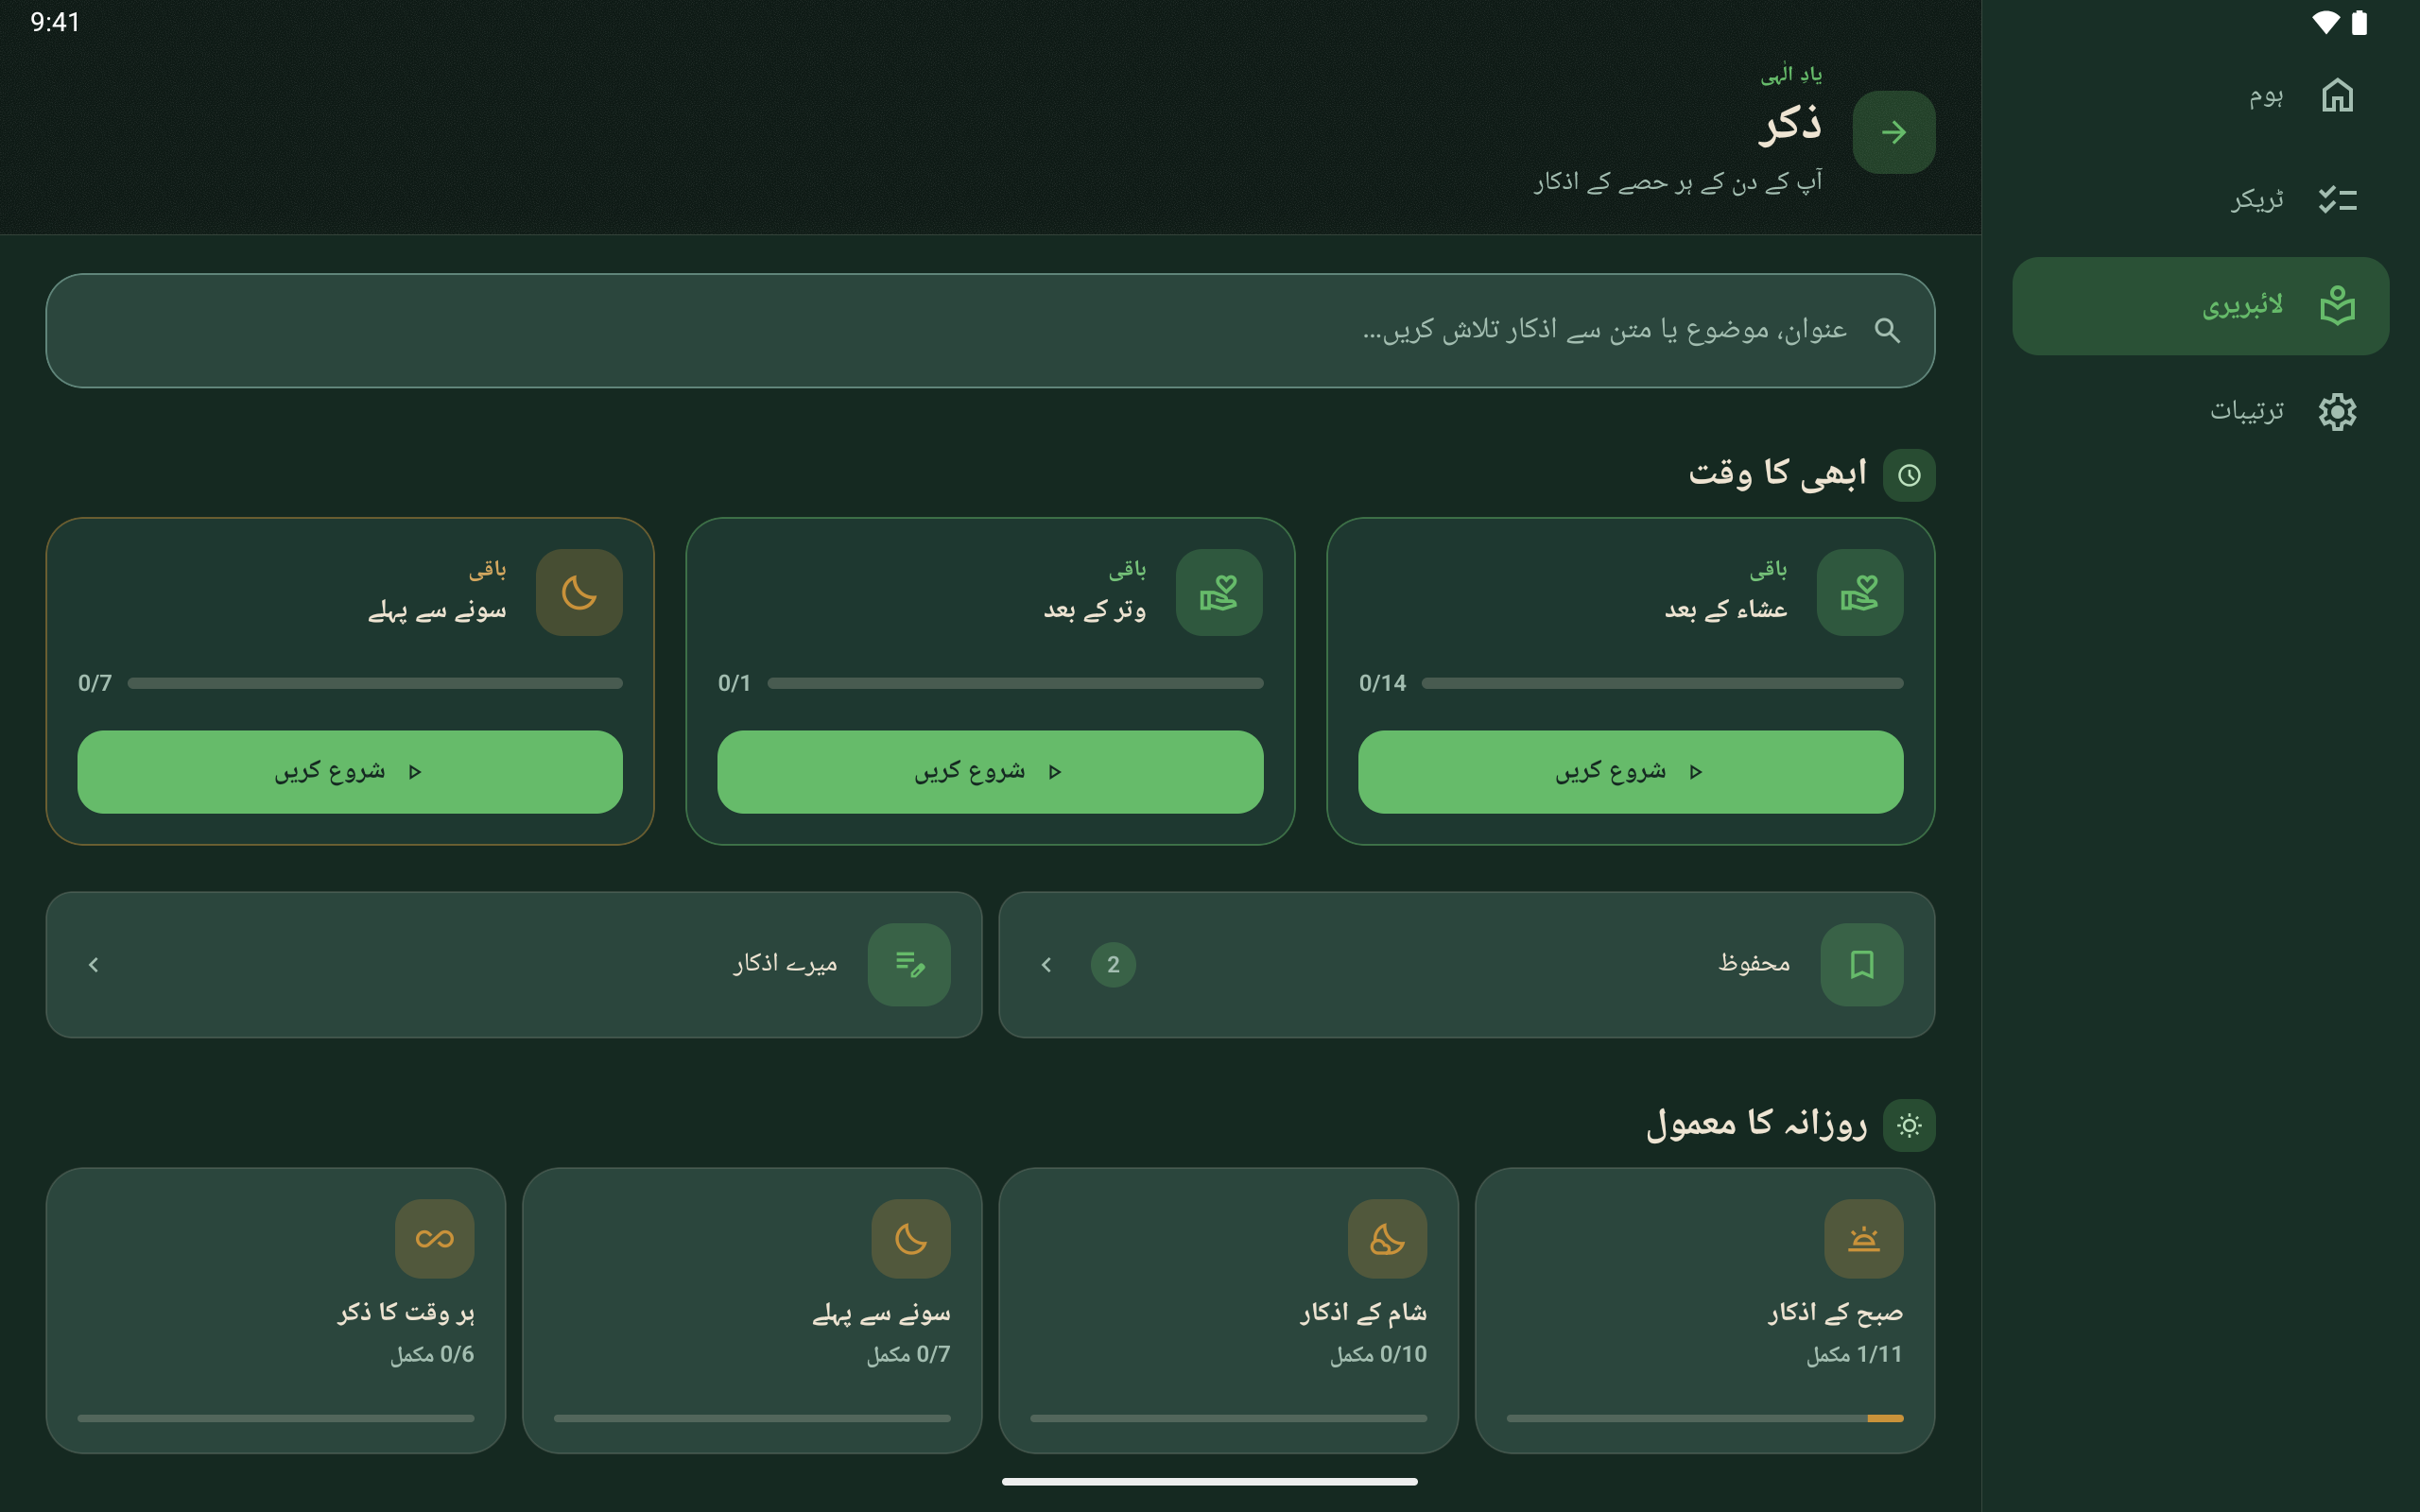 9:41
ہوم
ٹریکر
لائبریری
ترتیبات
یادِ الٰہی
ذکر
آپ کے دن کے ہر حصے کے اذکار
عنوان، موضوع یا متن سے اذکار تلاش کریں...
ابھی کا وقت
باقی
عشاء کے بعد
0/14
شروع کریں
باقی
وتر کے بعد
0/1
شروع کریں
باقی
سونے سے پہلے
0/7
شروع کریں
محفوظ
2
میرے اذکار
روزانہ کا معمول
صبح کے اذکار
1/11 مکمل
شام کے اذکار
0/10 مکمل
سونے سے پہلے
0/7 مکمل
ہر وقت کا ذکر
0/6 مکمل